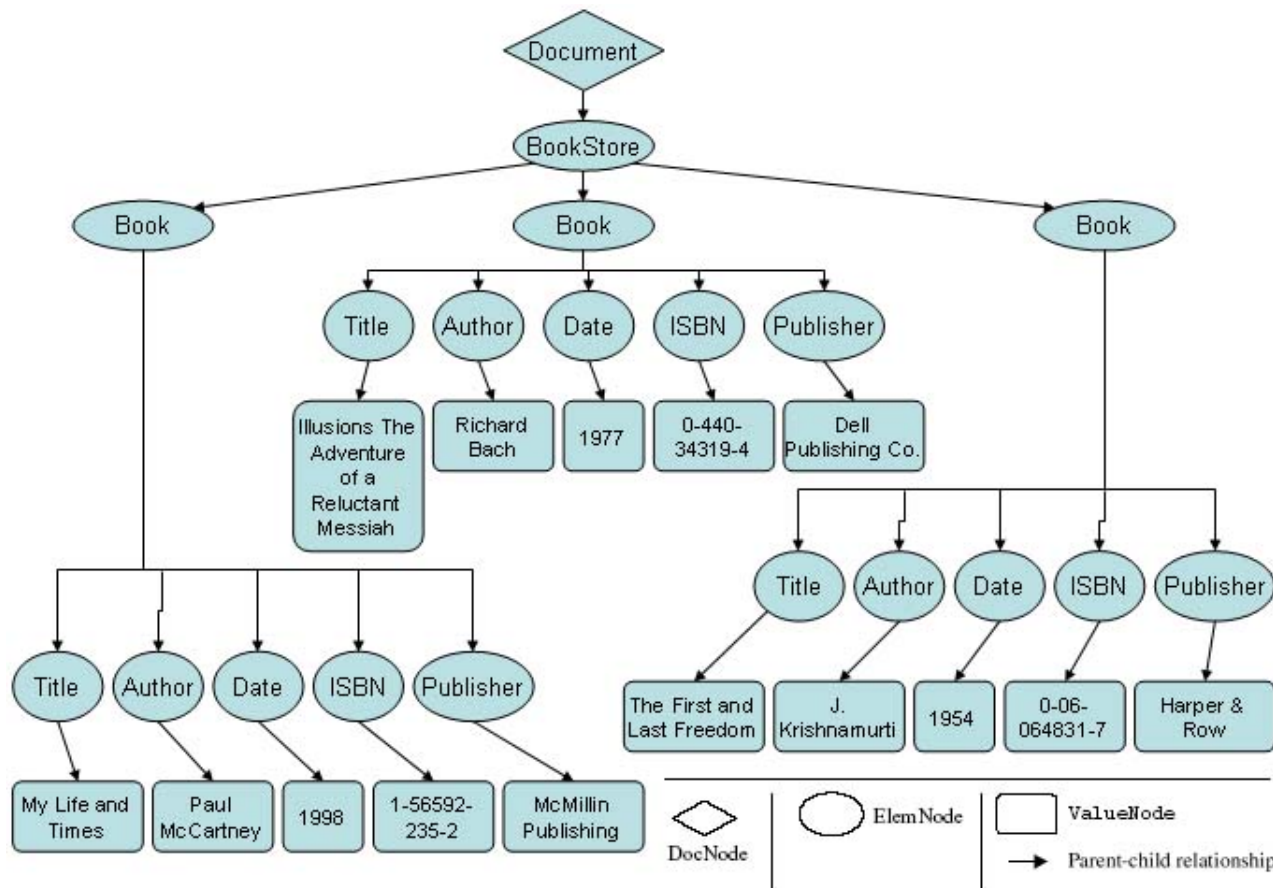 Document
BookStore
Book
Book
Book
Title
Author
Date
ISBN
Publisher
Illusions The
Adventure
of a
Reluctant
Messiah
Richard
Bach
1977
0-440-
34319-4
Dell
Publishing Co.
Title
Author
Date
ISBN
Publisher
The First and
Last Freedom
J.
Krishnamurti
1954
0-06-
064831-7
Harper &
Row
Title
Author
Date
ISBN
Publisher
My Life and
Times
Paul
McCartney
1998
1-56592-
235-2
McMillin
Publishing
DocNode
ElemNode
ValueNode
Parent-child relationship